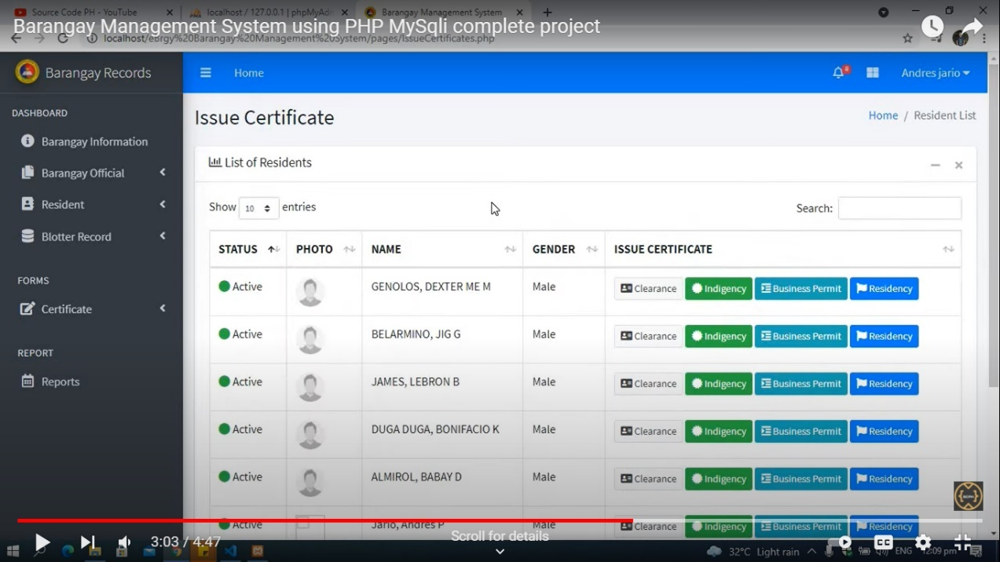 Source Code PH - YouTube
localhost / 127.0.0.1 | phpMyAdm
Barangay Management System
Barangay Management System using PHP MySqli complete project
localhost/eBrgy%20Barangay%20Management%20System/pages/IssueCertificates.php
Barangay Records
Home
8
Andres jario
DASHBOARD
Barangay Information
Barangay Official
Resident
Blotter Record
FORMS
Certificate
REPORT
Reports
Issue Certificate
Home / Resident List
List of Residents
Show 10 entries
Search:
STATUS PHOTO NAME GENDER ISSUE CERTIFICATE
Active GENOLOS, DEXTER ME M Male Clearance Indigency Business Permit Residency
Active BELARMINO, JIG G Male Clearance Indigency Business Permit Residency
Active JAMES, LEBRON B Male Clearance Indigency Business Permit Residency
Active DUGA DUGA, BONIFACIO K Male Clearance Indigency Business Permit Residency
Active ALMIROL, BABAY D Male Clearance Indigency Business Permit Residency
Active Jario, Andres P Male Clearance Indigency Business Permit Residency
3:03 / 4:47
Scroll for details
CC
32°C Light rain
ENG
12:09 pm